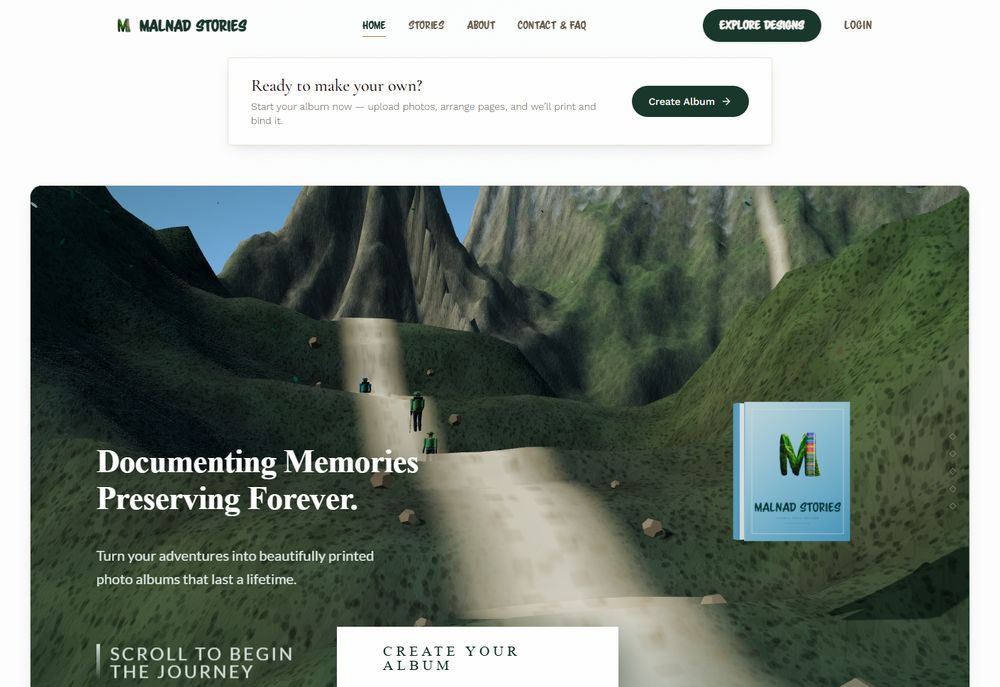 MALNAD STORIES
HOME
STORIES
ABOUT
CONTACT & FAQ
EXPLORE DESIGNS
LOGIN
Ready to make your own?
Start your album now — upload photos, arrange pages, and we'll print and
bind it.
Create Album →
Documenting Memories
Preserving Forever.
Turn your adventures into beautifully printed
photo albums that last a lifetime.
M
MALNAD STORIES
SCROLL TO BEGIN
THE JOURNEY
CREATE YOUR
ALBUM